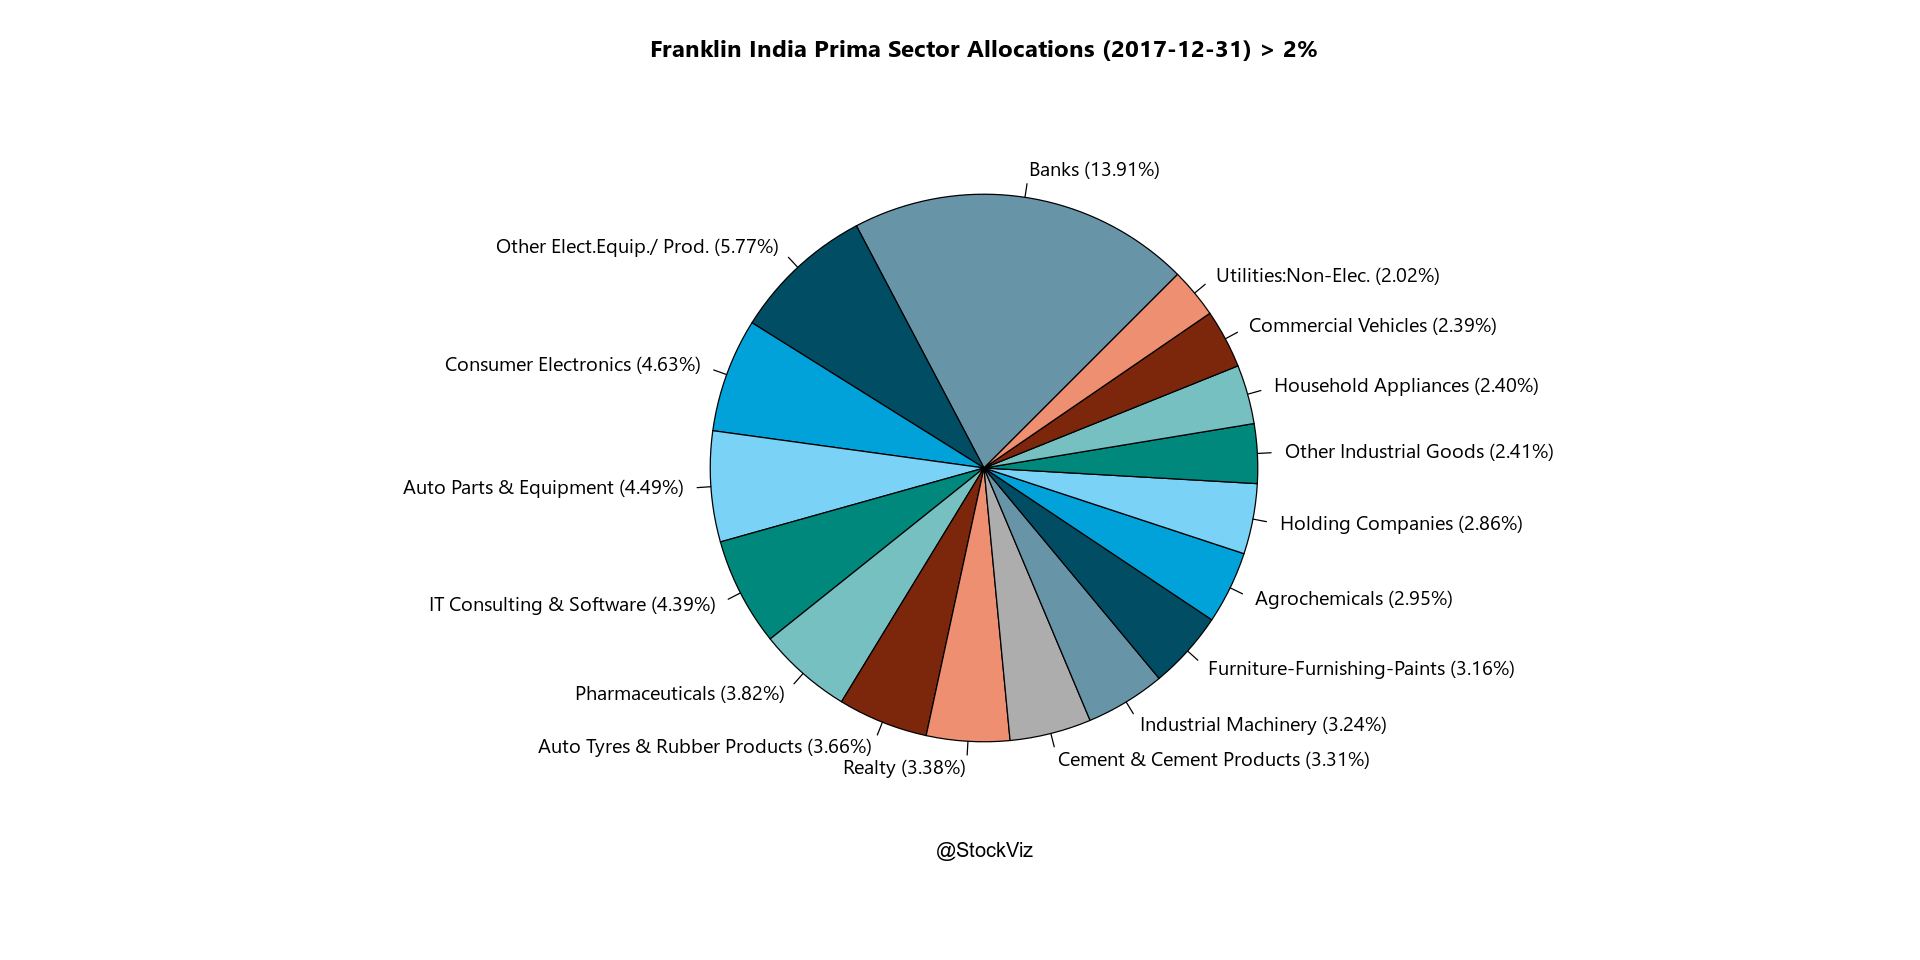 Franklin India Prima Sector Allocations (2017-12-31) > 2%
Banks (13.91%)
Other Elect.Equip./ Prod. (5.77%)
Utilities:Non-Elec. (2.02%)
Commercial Vehicles (2.39%)
Consumer Electronics (4.63%)
Household Appliances (2.40%)
Other Industrial Goods (2.41%)
Auto Parts & Equipment (4.49%)
Holding Companies (2.86%)
Agrochemicals (2.95%)
IT Consulting & Software (4.39%)
Furniture-Furnishing-Paints (3.16%)
Pharmaceuticals (3.82%)
Industrial Machinery (3.24%)
Auto Tyres & Rubber Products (3.66%)
Cement & Cement Products (3.31%)
Realty (3.38%)
@StockViz